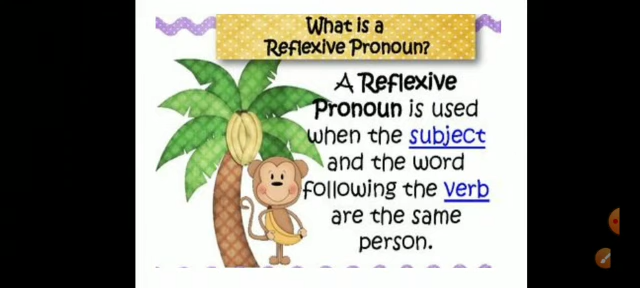 What is a
Reflexive Pronoun?
A Reflexive
Pronoun is used
when the subject
and the word
following the verb
are the same
person.